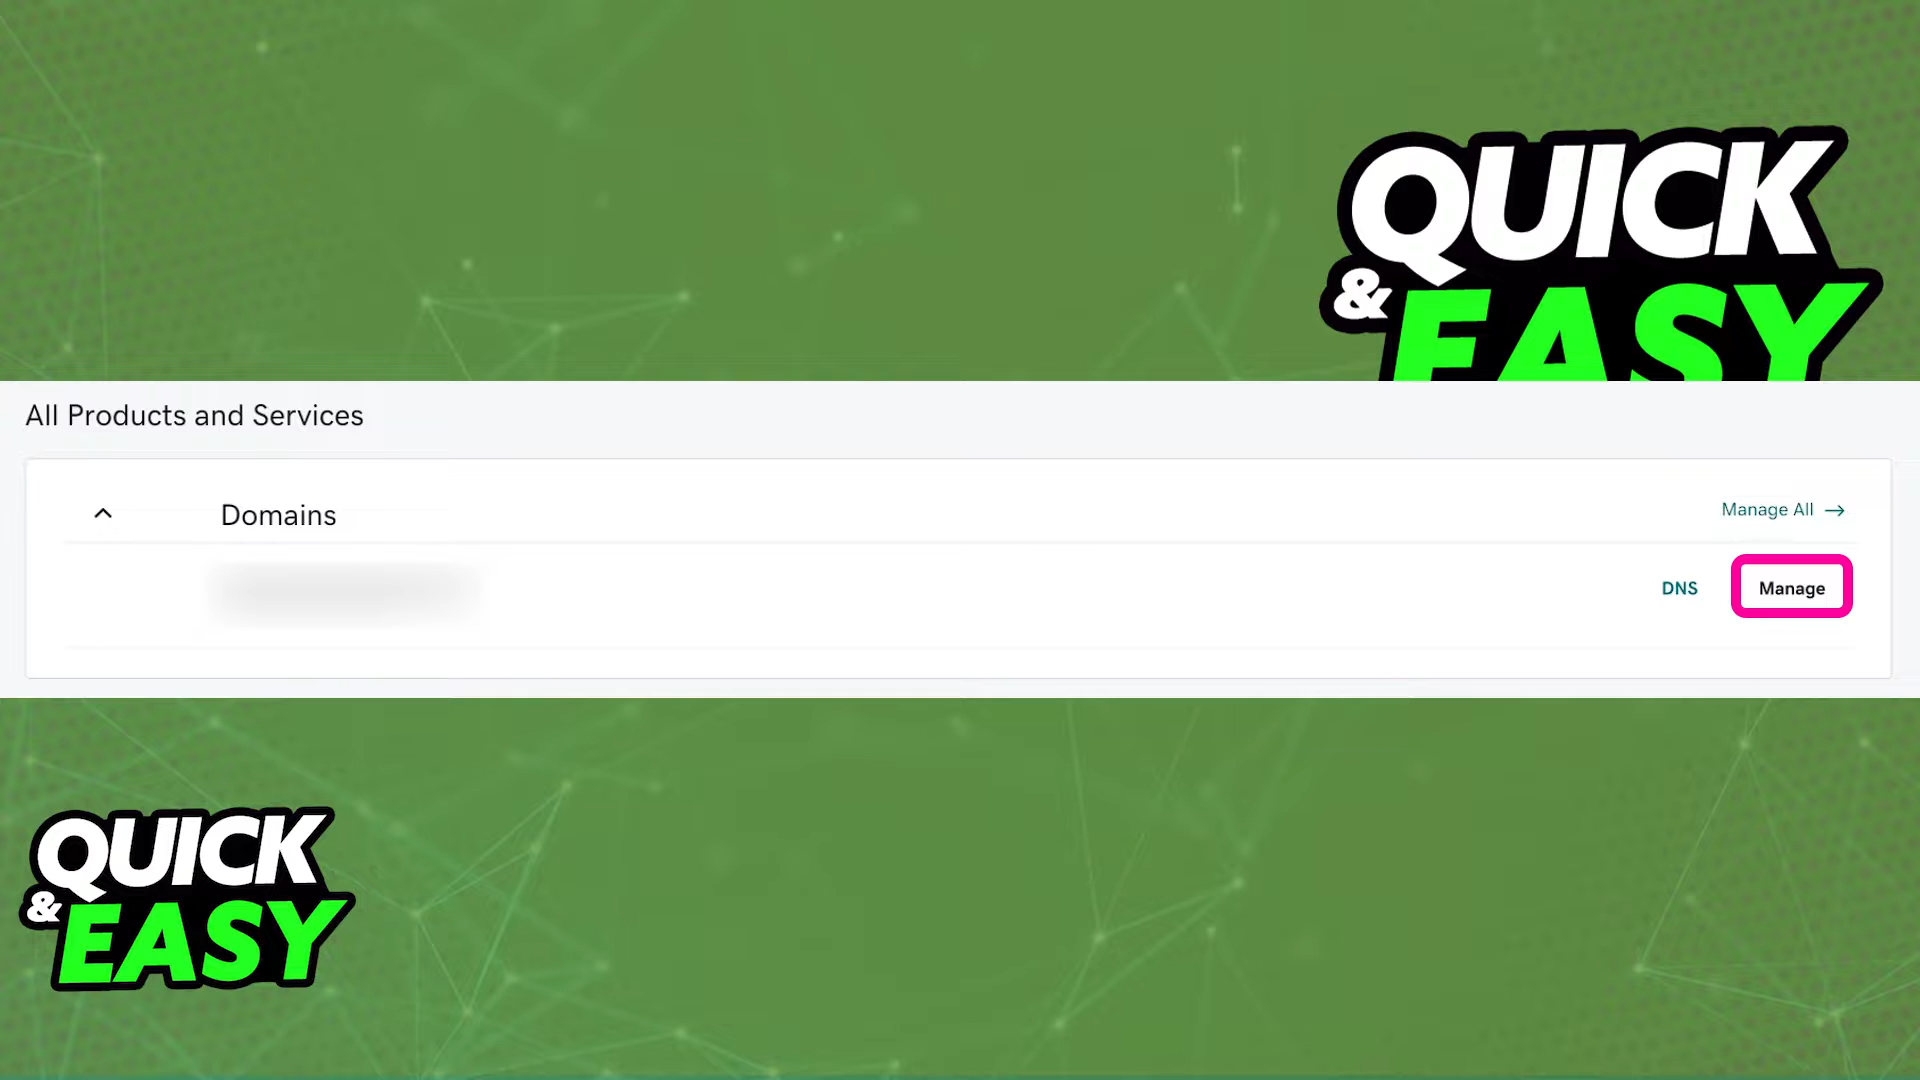 QUICK
& EASY
All Products and Services
Domains
Manage All →
DNS
Manage
QUICK
& EASY